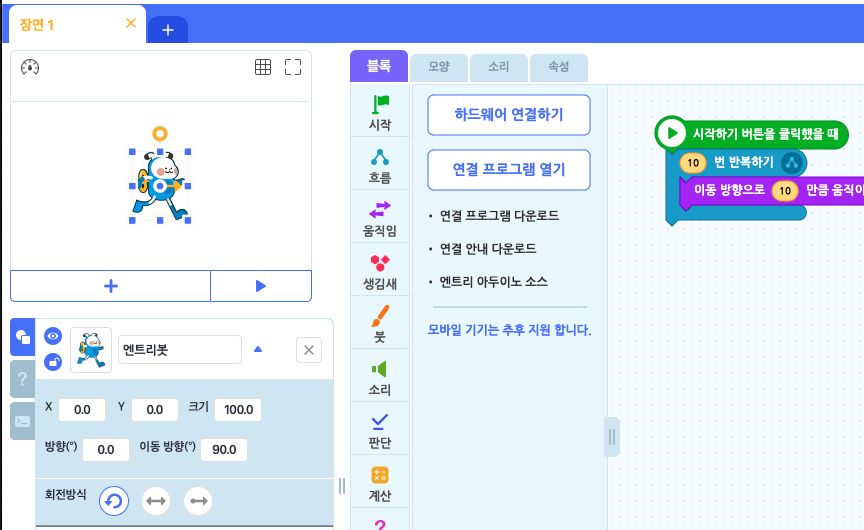 장면 1
블록
모양
소리
속성
시작
흐름
움직임
생김새
붓
소리
판단
계산
하드웨어 연결하기
연결 프로그램 열기
• 연결 프로그램 다운로드
• 연결 안내 다운로드
• 엔트리 아두이노 소스
모바일 기기는 추후 지원 합니다.
시작하기 버튼을 클릭했을 때
10 번 반복하기
이동 방향으로 10 만큼 움직이
엔트리봇
X 0.0 Y 0.0 크기 100.0
방향(°) 0.0 이동 방향(°) 90.0
회전방식